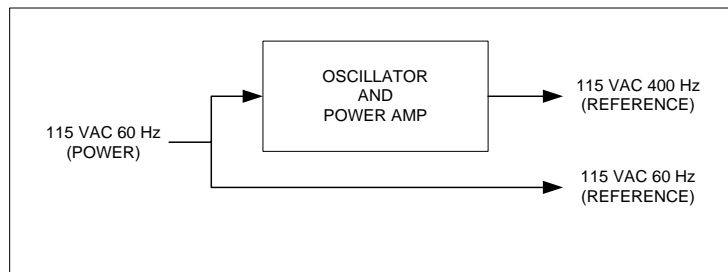 OSCILLATOR
AND
POWER AMP
115 VAC 400 Hz
(REFERENCE)
115 VAC 60 Hz
(POWER)
115 VAC 60 Hz
(REFERENCE)